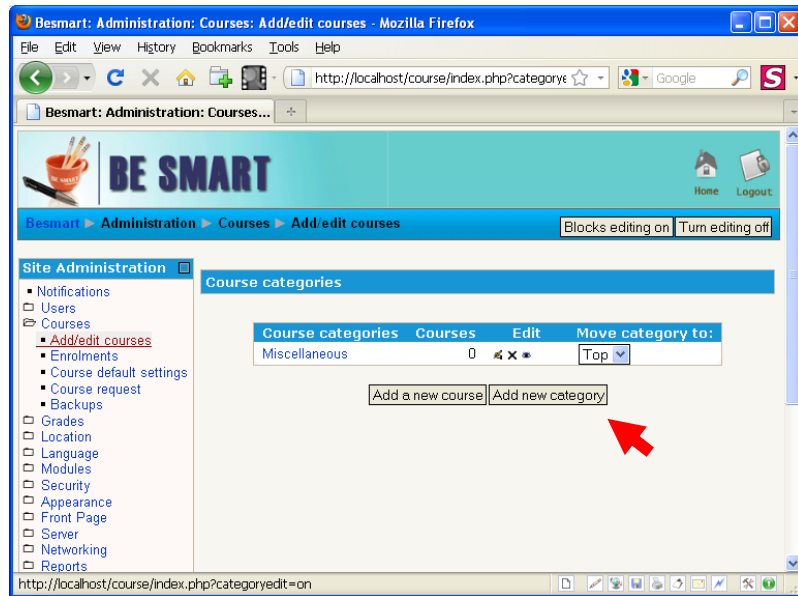 Besmart: Administration: Courses: Add/edit courses - Mozilla Firefox
File Edit View History Bookmarks Tools Help
http://localhost/course/index.php?categorye
Google
S
Besmart: Administration: Courses...
BE SMART
Home Logout
Besmart Administration Courses Add/edit courses
Blocks editing on Turn editing off
Site Administration
Course categories
Notifications
Users
Courses
Add/edit courses
Enrolments
Course default settings
Course request
Backups
Grades
Location
Language
Modules
Security
Appearance
Front Page
Server
Networking
Reports
Course categories Courses Edit Move category to:
Miscellaneous 0 Top
Add a new course Add new category
http://localhost/course/index.php?categoryedit=on